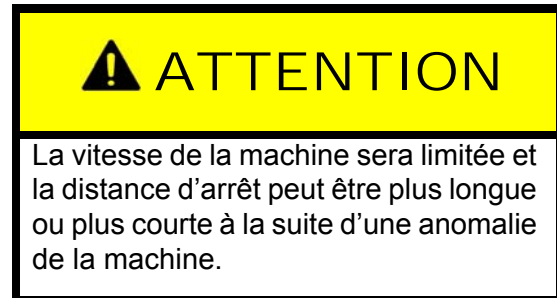 ATTENTION
La vitesse de la machine sera limitée et
la distance d’arrêt peut être plus longue
ou plus courte à la suite d’une anomalie
de la machine.